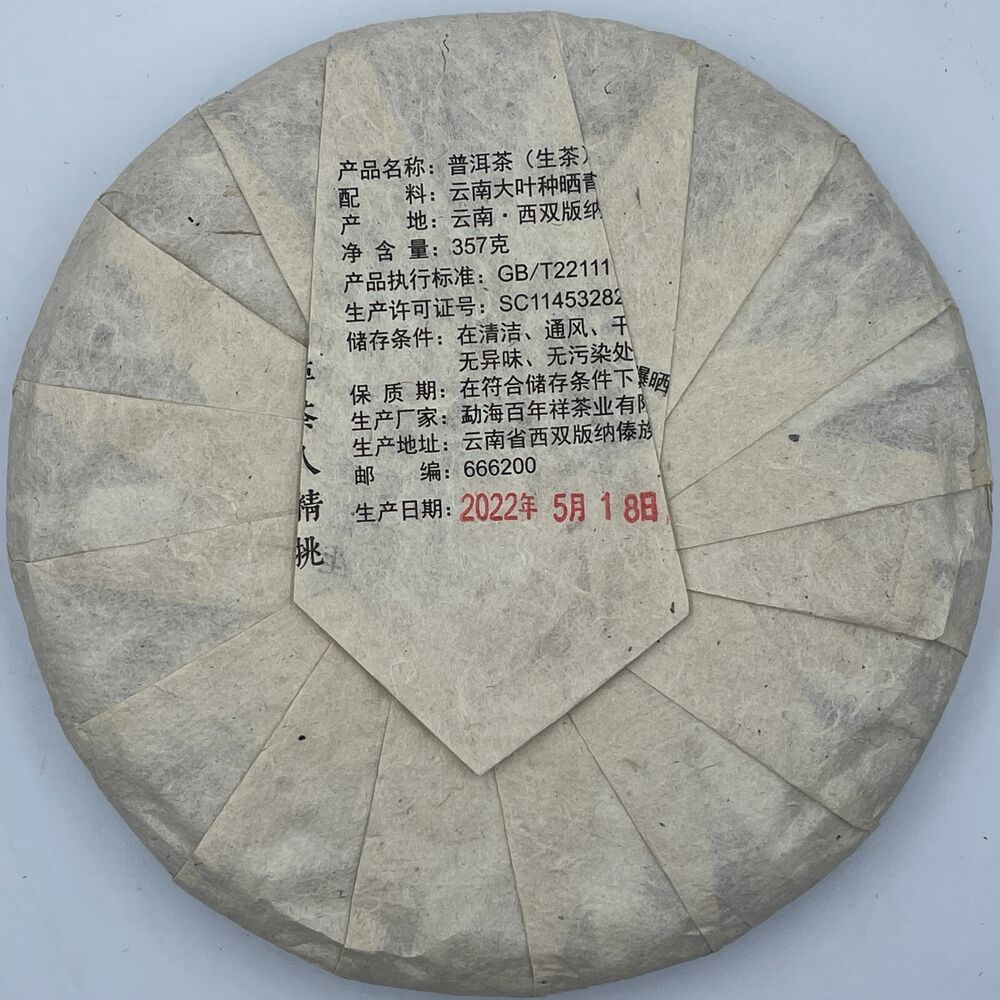 产品名称：普洱茶（生茶）
配 料：云南大叶种晒青
产 地：云南·西双版纳
净 含 量：357克
产品执行标准：GB/T22111
生产许可证号：SC11453282
储存条件：在清洁、通风、干
无异味、无污染处
保 质 期：在符合储存条件下
生产厂家：勐海百年祥茶业有限
生产地址：云南省西双版纳傣族
邮 编：666200
生产日期：2022年 5月 18日
茶人精挑
爆晒